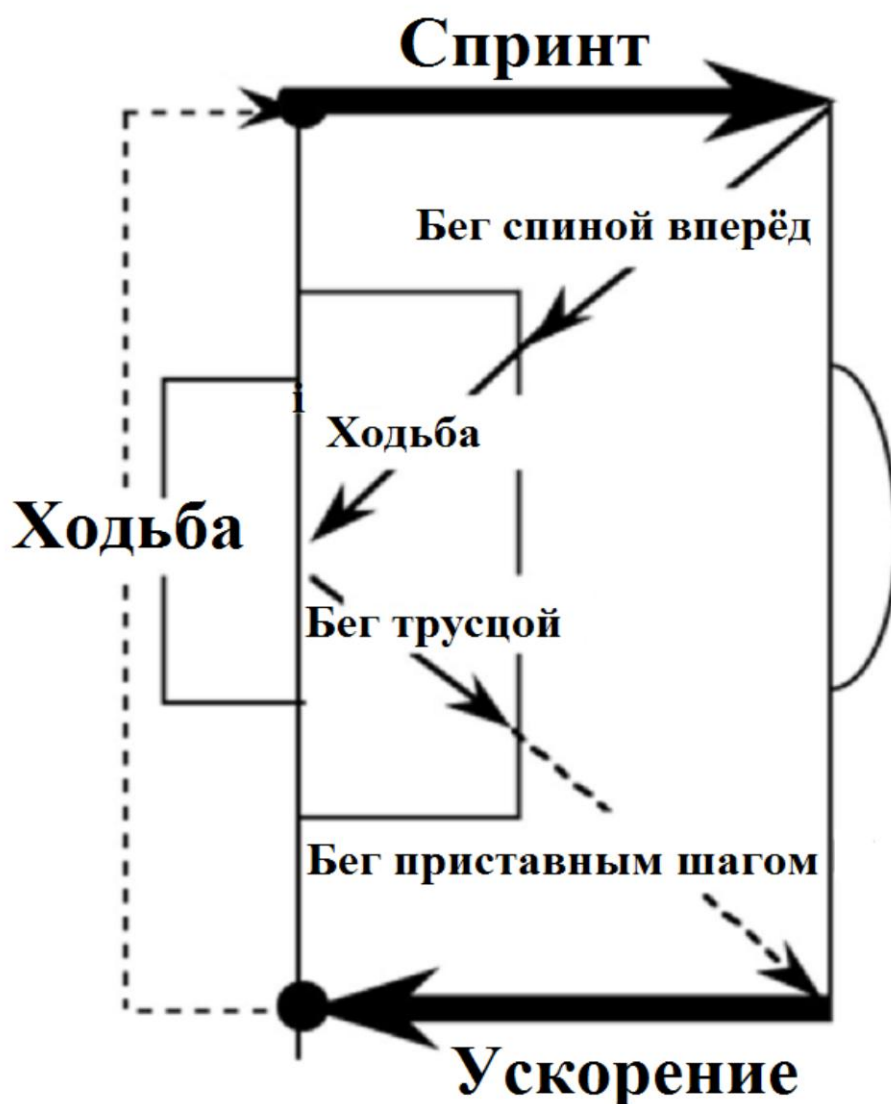 Спринт
Бег спиной вперёд
i
Ходьба
Ходьба
Бег трусцой
Бег приставным шагом
Ускорение